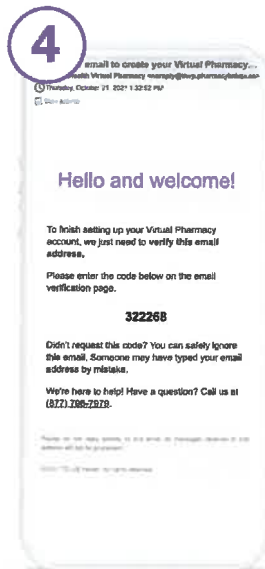 4
email to create your Virtual Pharmacy...
Health Virtual Pharmacy
Thursday, October 21, 2021 1:32:52 PM
Hello and welcome!
To finish setting up your Virtual Pharmacy
account, we just need to verify this email
address.
Please enter the code below on the email
verification page.
322268
Didn't request this code? You can safely ignore
this email. Someone may have typed your email
address by mistake.
We're here to help! Have a question? Call us at
(877) 796-7979.